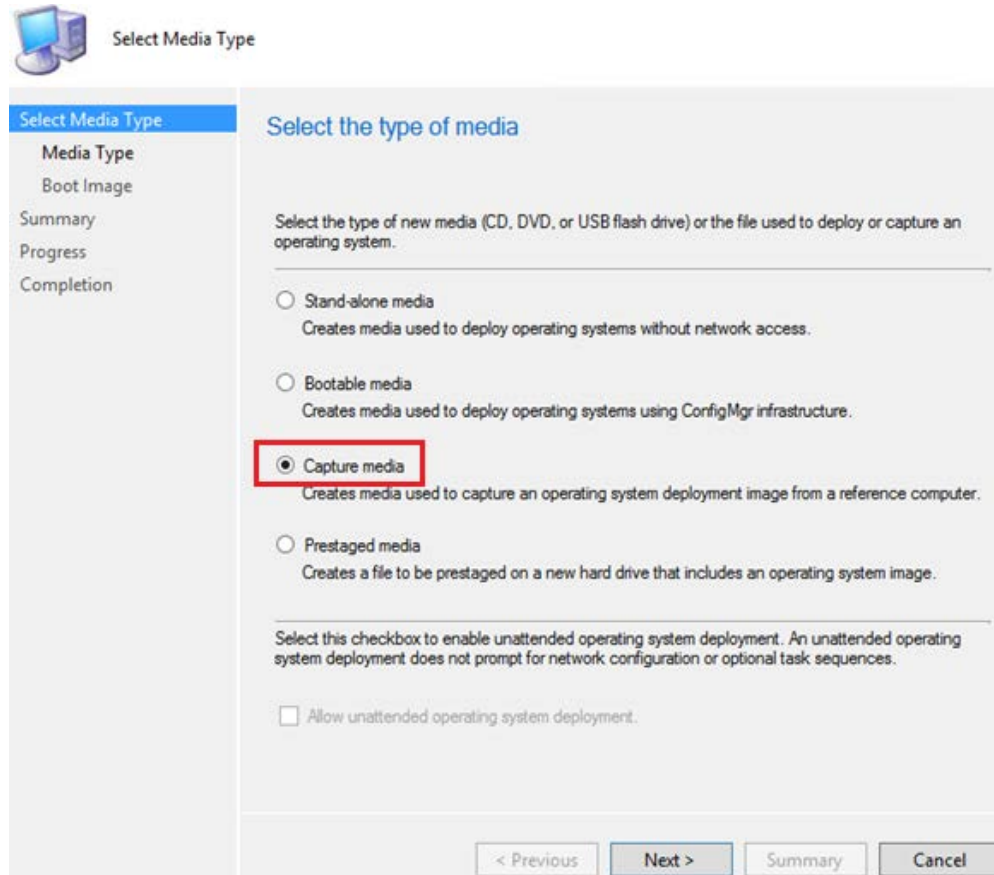 Select Media Type
Select Media Type
Media Type
Boot Image
Summary
Progress
Completion
Select the type of media
Select the type of new media (CD, DVD, or USB flash drive) or the file used to deploy or capture an
operating system.
Stand-alone media
Creates media used to deploy operating systems without network access.
Bootable media
Creates media used to deploy operating systems using ConfigMgr infrastructure.
Capture media
Creates media used to capture an operating system deployment image from a reference computer.
Prestaged media
Creates a file to be prestaged on a new hard drive that includes an operating system image.
Select this checkbox to enable unattended operating system deployment. An unattended operating
system deployment does not prompt for network configuration or optional task sequences.
Allow unattended operating system deployment.
< Previous
Next >
Summary
Cancel